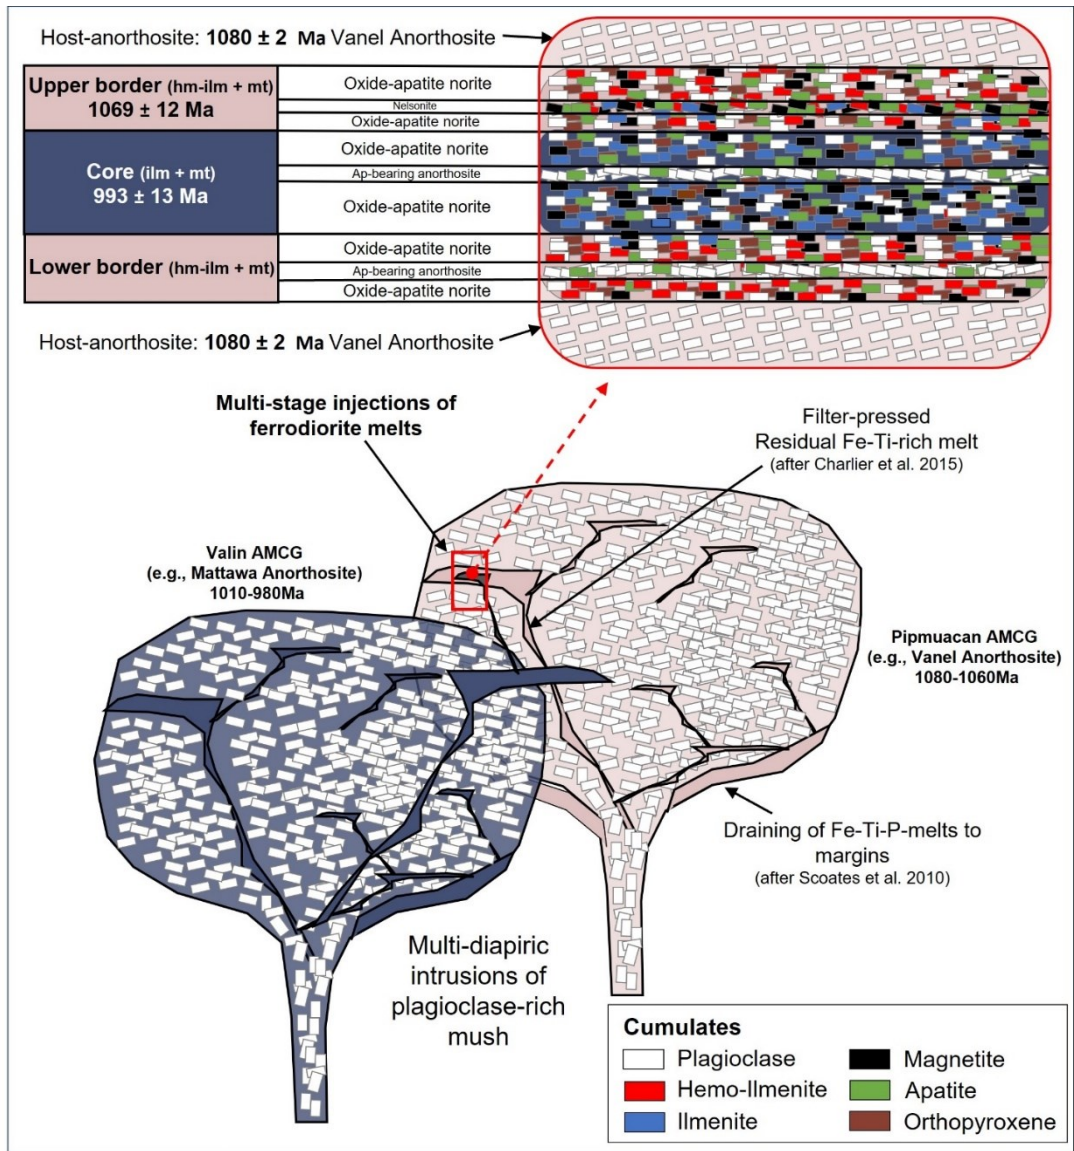 Host-anorthosite: 1080 ± 2 Ma Vanel Anorthosite
Upper border (hm-ilm + mt)
1069 ± 12 Ma
Oxide-apatite norite
Nelsonite
Oxide-apatite norite
Core (ilm + mt)
993 ± 13 Ma
Oxide-apatite norite
Ap-bearing anorthosite
Oxide-apatite norite
Lower border (hm-ilm + mt)
Oxide-apatite norite
Ap-bearing anorthosite
Oxide-apatite norite
Host-anorthosite: 1080 ± 2 Ma Vanel Anorthosite
Multi-stage injections of
ferrodiorite melts
Filter-pressed
Residual Fe-Ti-rich melt
(after Charlier et al. 2015)
Valin AMCG
(e.g., Mattawa Anorthosite)
1010-980Ma
Pipmuacan AMCG
(e.g., Vanel Anorthosite)
1080-1060Ma
Draining of Fe-Ti-P-melts to
margins
(after Scoates et al. 2010)
Multi-diapiric
intrusions of
plagioclase-rich
mush
Cumulates
Plagioclase
Hemo-Ilmenite
Ilmenite
Magnetite
Apatite
Orthopyroxene